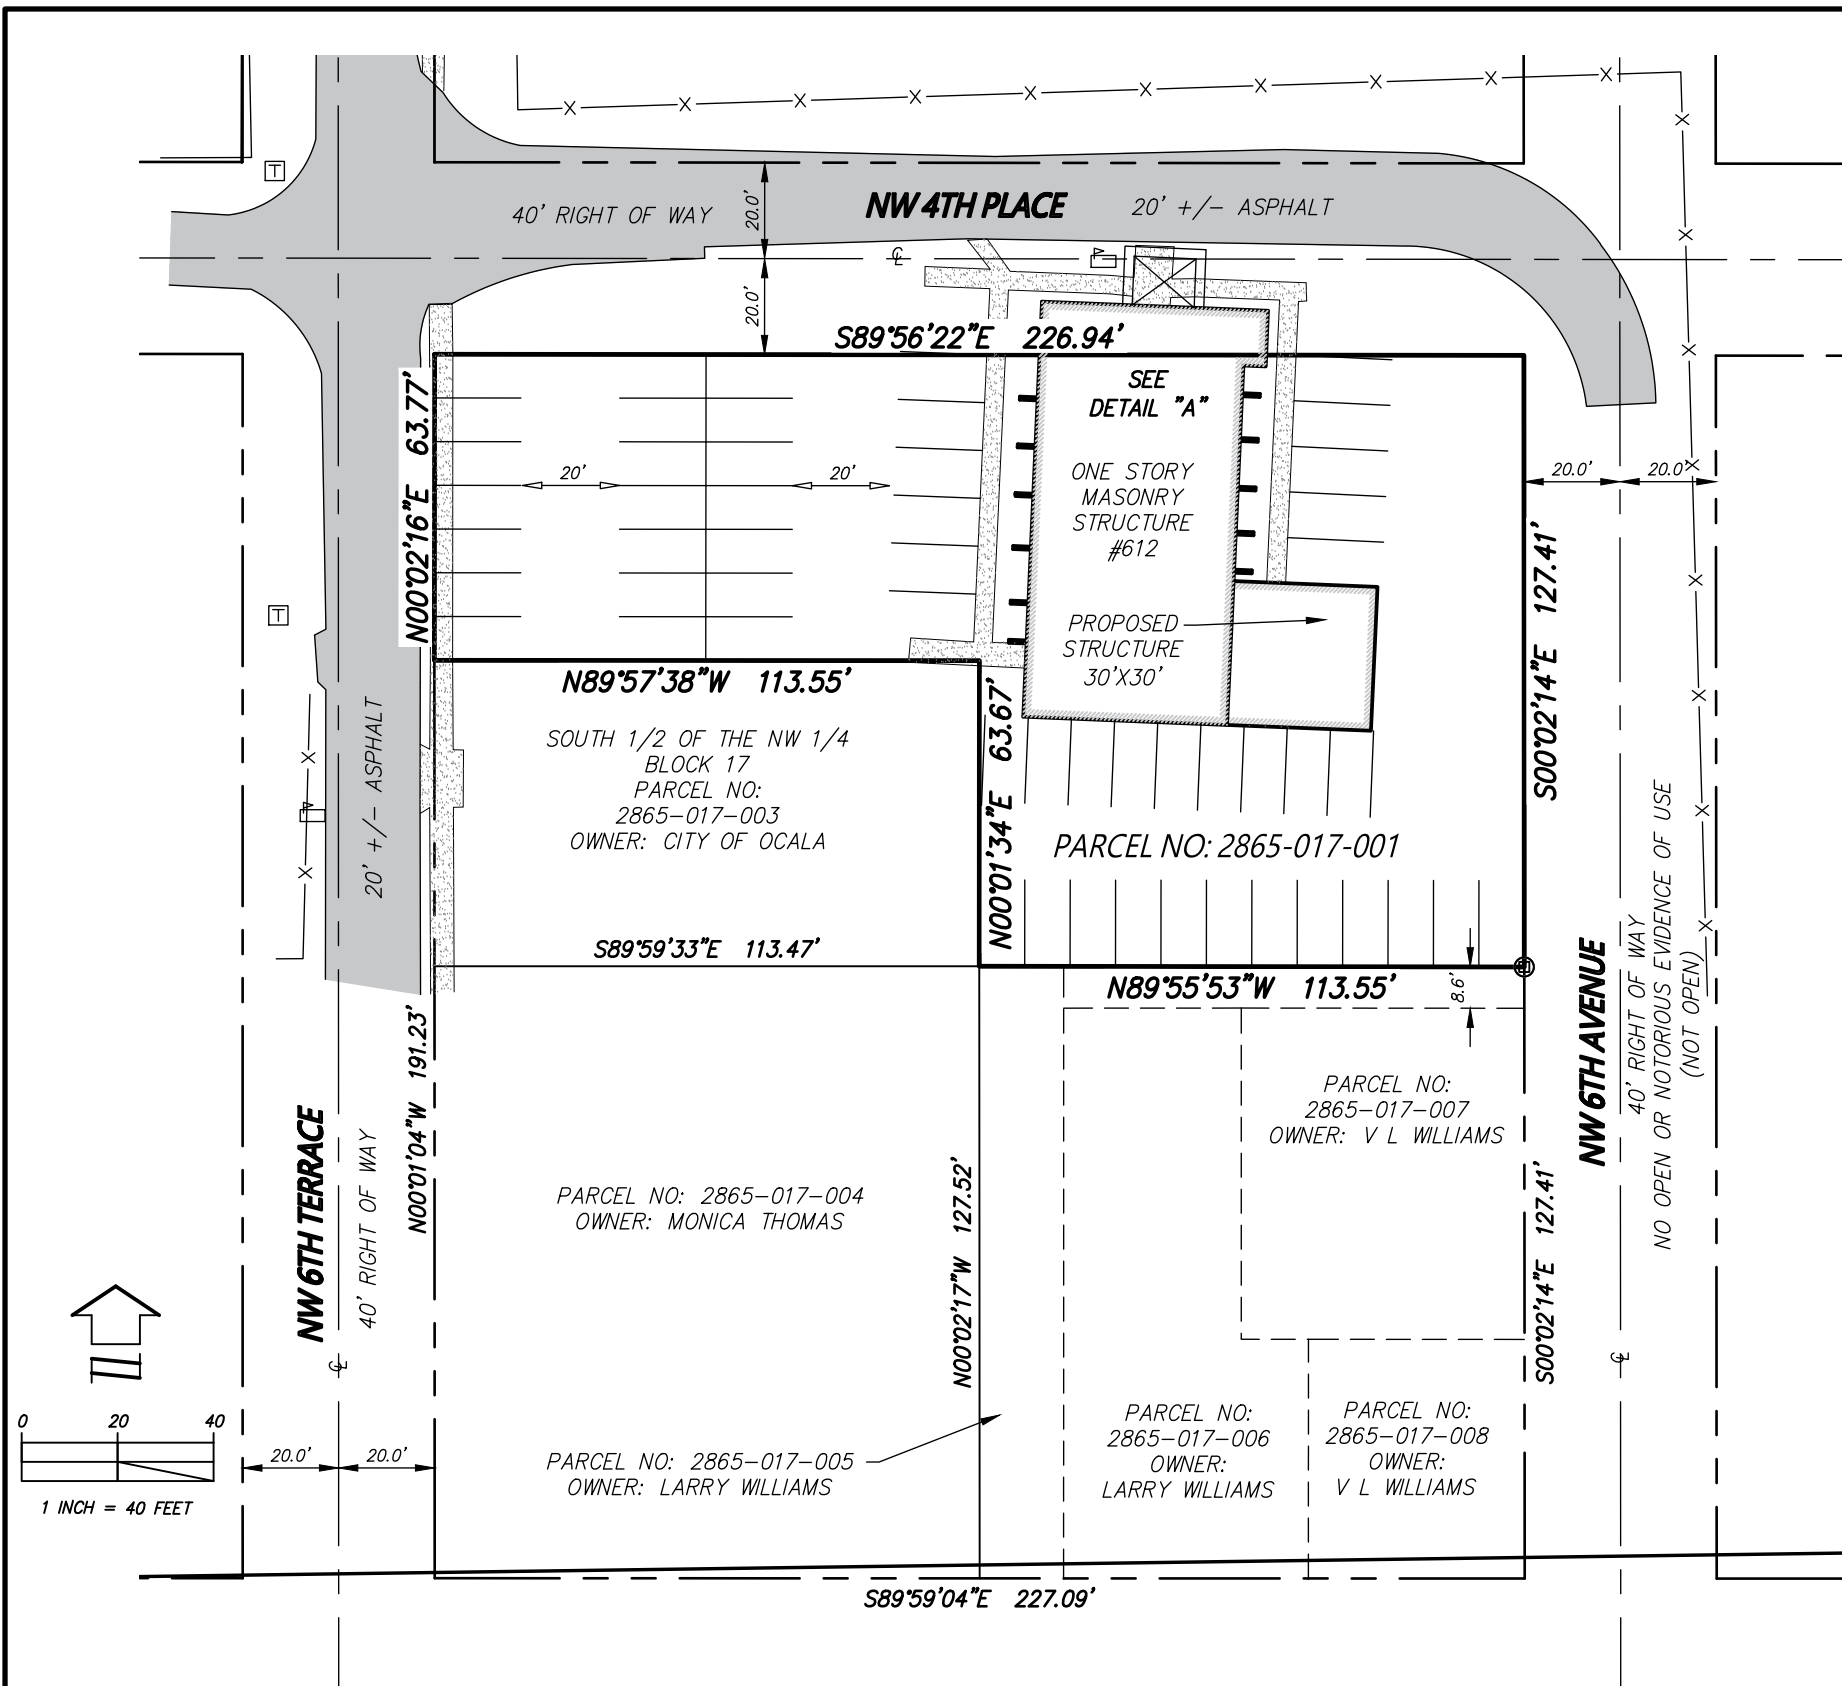 T
40' RIGHT OF WAY
20.0'
NW 4TH PLACE
20' +/- ASPHALT
20.0'
S89°56'22"E 226.94'
N00°02'16"E 63.77'
SEE
DETAIL "A"
20'
20'
ONE STORY
MASONRY
STRUCTURE
#612
20.0'
20.0'
S00°02'14"E 127.41'
T
PROPOSED
STRUCTURE
30'X30'
N89°57'38"W 113.55'
N00°01'34"E 63.67'
SOUTH 1/2 OF THE NW 1/4
BLOCK 17
PARCEL NO:
2865-017-003
OWNER: CITY OF OCALA
20' +/- ASPHALT
PARCEL NO: 2865-017-001
S89°59'33"E 113.47'
N89°55'53"W 113.55'
8.6'
NW 6TH AVENUE
40' RIGHT OF WAY
NO OPEN OR NOTORIOUS EVIDENCE OF USE
(NOT OPEN)
N00°01'04"W 191.23'
NW 6TH TERRACE
40' RIGHT OF WAY
PARCEL NO:
2865-017-007
OWNER: V L WILLIAMS
PARCEL NO: 2865-017-004
OWNER: MONICA THOMAS
N00°02'17"W 127.52'
S00°02'14"E 127.41'
0 20 40
1 INCH = 40 FEET
20.0'
20.0'
PARCEL NO: 2865-017-005
OWNER: LARRY WILLIAMS
PARCEL NO:
2865-017-006
OWNER:
LARRY WILLIAMS
PARCEL NO:
2865-017-008
OWNER:
V L WILLIAMS
S89°59'04"E 227.09'